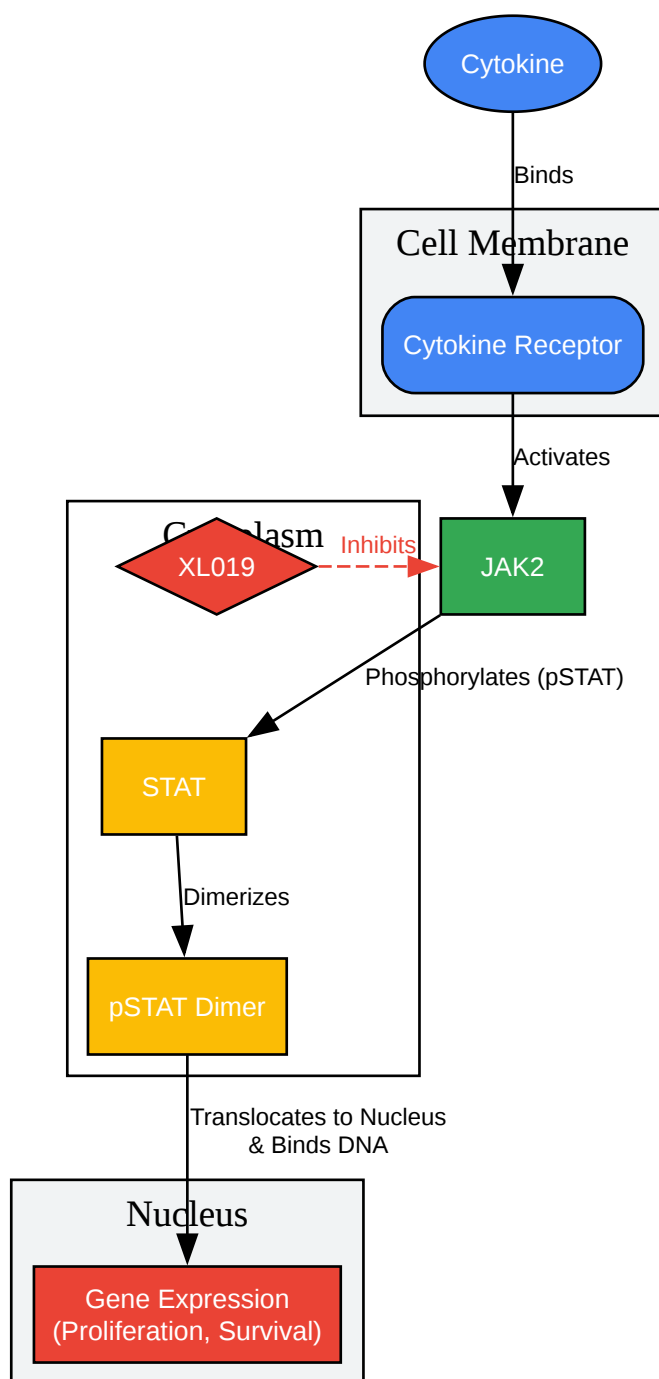 Cytokine
Binds
Cell Membrane
Cytokine Receptor
Activates
XL019
Inhibits
JAK2
Phosphorylates (pSTAT)
STAT
Dimerizes
pSTAT Dimer
Translocates to Nucleus
& Binds DNA
Nucleus
Gene Expression
(Proliferation, Survival)